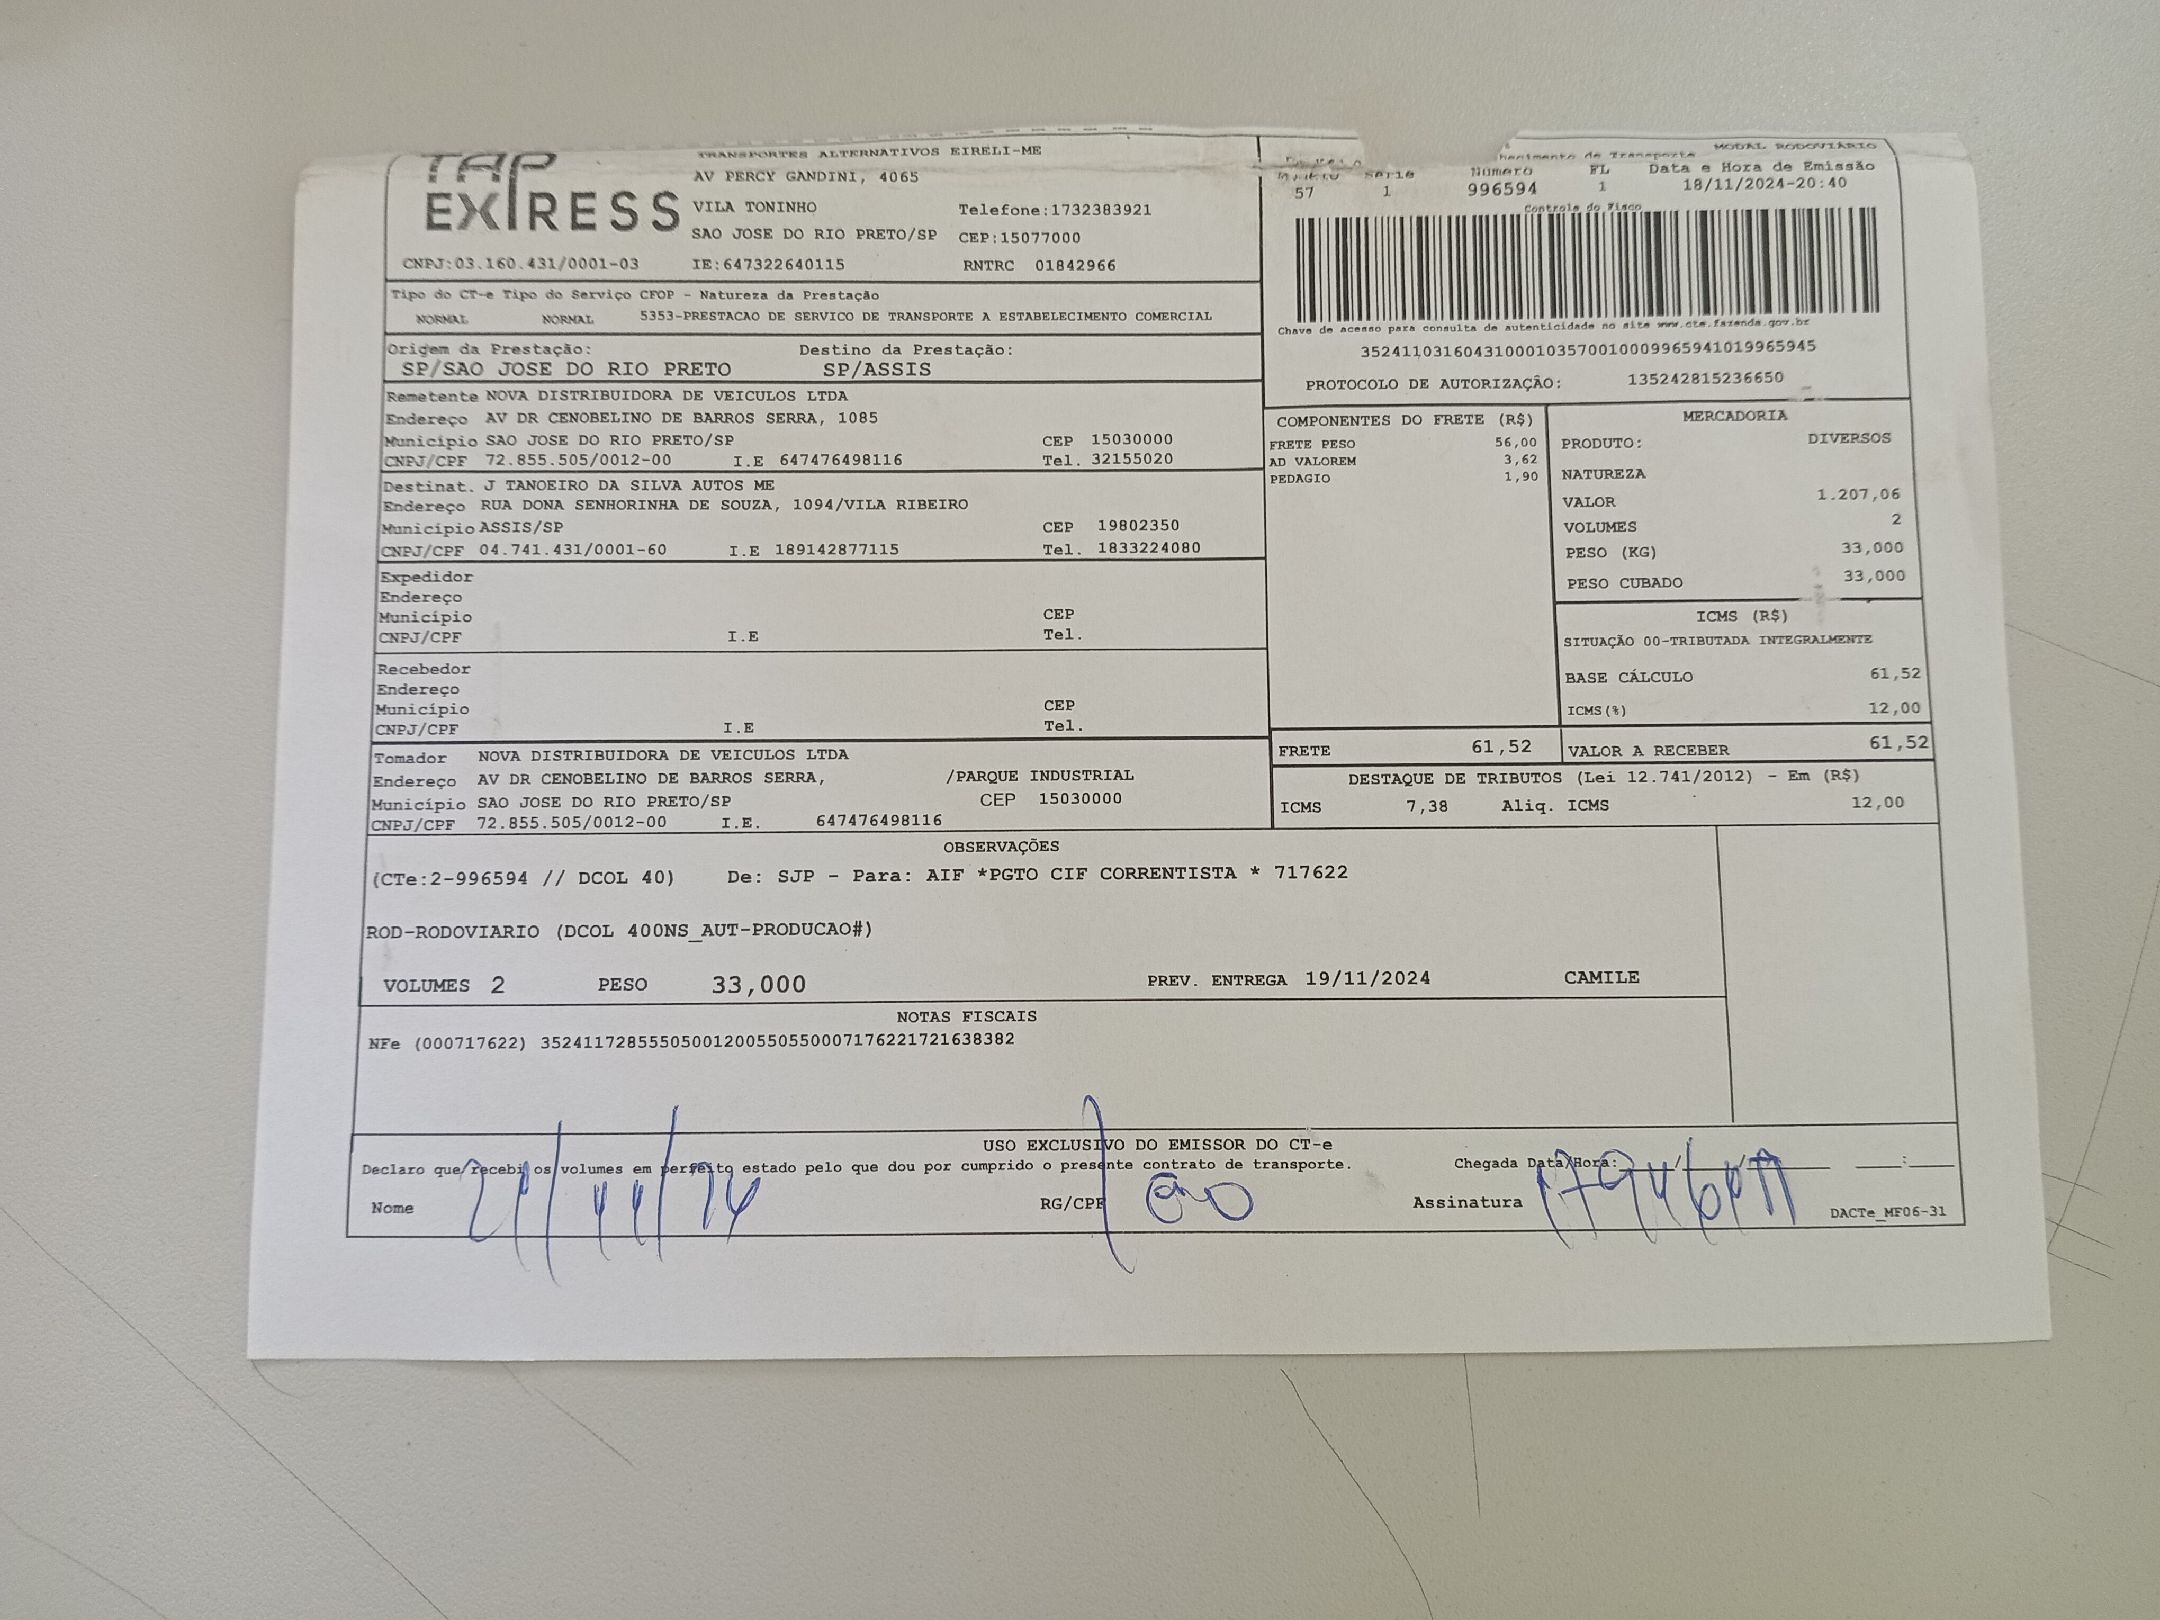 TAP EXPRESS
TRANSPORTES ALTERNATIVOS EIRELI-ME
AV PERCY GANDINI, 4065
VILA TONINHO Telefone:1732383921
SAO JOSE DO RIO PRETO/SP CEP:15077000
CNPJ:03.160.431/0001-03 IE:647322640115 RNTRC 01842966
Tipo do CT-e Tipo do Serviço CFOP - Natureza da Prestação
NORMAL NORMAL 5353-PRESTACAO DE SERVICO DE TRANSPORTE A ESTABELECIMENTO COMERCIAL
Origem da Prestação: Destino da Prestação:
SP/SAO JOSE DO RIO PRETO SP/ASSIS
Remetente NOVA DISTRIBUIDORA DE VEICULOS LTDA
Endereço AV DR CENOBELINO DE BARROS SERRA, 1085
Município SAO JOSE DO RIO PRETO/SP CEP 15030000
CNPJ/CPF 72.855.505/0012-00 I.E 647476498116 Tel. 32155020
Destinat. J TANOEIRO DA SILVA AUTOS ME
Endereço RUA DONA SENHORINHA DE SOUZA, 1094/VILA RIBEIRO
Município ASSIS/SP CEP 19802350
CNPJ/CPF 04.741.431/0001-60 I.E 189142877115 Tel. 1833224080
Expedidor
Endereço
Município CEP
CNPJ/CPF I.E Tel.
Recebedor
Endereço
Município CEP
CNPJ/CPF I.E Tel.
Tomador NOVA DISTRIBUIDORA DE VEICULOS LTDA
Endereço AV DR CENOBELINO DE BARROS SERRA, /PARQUE INDUSTRIAL
Município SAO JOSE DO RIO PRETO/SP CEP 15030000
CNPJ/CPF 72.855.505/0012-00 I.E. 647476498116
MODAL RODOVIÁRIO
de Transporte
Série Número FL Data e Hora de Emissão
57 1 996594 1 18/11/2024-20:40
Controle do Fisco
Chave de acesso para consulta de autenticidade no site www.cte.fazenda.gov.br
35241103160431000103570010009965941019965945
PROTOCOLO DE AUTORIZAÇÃO: 135242815236650
COMPONENTES DO FRETE (R$)
FRETE PESO 56,00
AD VALOREM 3,62
PEDAGIO 1,90
MERCADORIA
PRODUTO: DIVERSOS
NATUREZA
VALOR 1.207,06
VOLUMES 2
PESO (KG) 33,000
PESO CUBADO 33,000
ICMS (R$)
SITUAÇÃO 00-TRIBUTADA INTEGRALMENTE
BASE CÁLCULO 61,52
ICMS(%) 12,00
FRETE 61,52 VALOR A RECEBER 61,52
DESTAQUE DE TRIBUTOS (Lei 12.741/2012) - Em (R$)
ICMS 7,38 Aliq. ICMS 12,00
OBSERVAÇÕES
(CTe:2-996594 // DCOL 40) De: SJP - Para: AIF *PGTO CIF CORRENTISTA * 717622
ROD-RODOVIARIO (DCOL 400NS_AUT-PRODUCAO#)
VOLUMES 2 PESO 33,000 PREV. ENTREGA 19/11/2024 CAMILE
NOTAS FISCAIS
NFe (000717622) 35241172855505001200550550007176221721638382
USO EXCLUSIVO DO EMISSOR DO CT-e
Declaro que recebi os volumes em perfeito estado pelo que dou por cumprido o presente contrato de transporte. Chegada Data/Hora:____/____/____ ____:____
Nome RG/CPF Assinatura DACTe_MF06-31